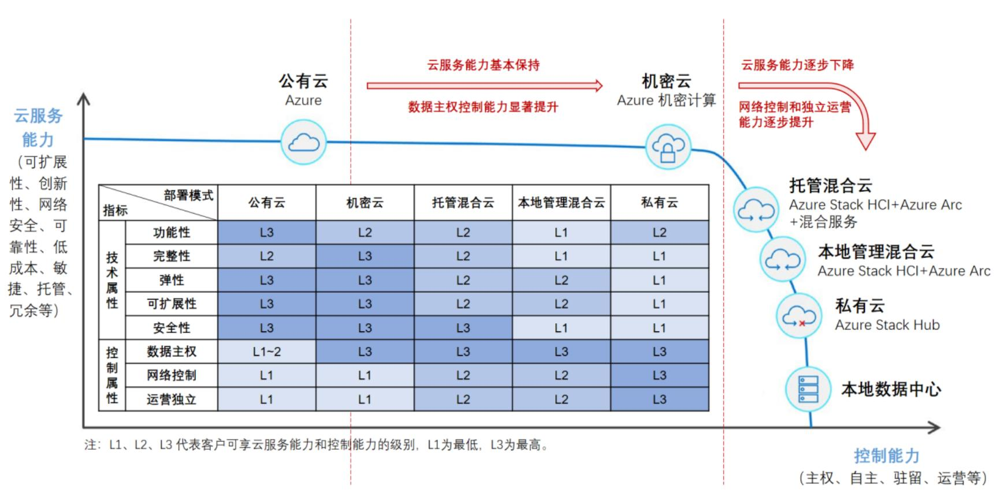 云服务能力基本保持
云服务能力逐步下降
公有云
Azure
机密云
Azure 机密计算
数据主权控制能力显著提升
网络控制和独立运营
能力逐步提升
云服务
能力
（可扩展
性、创新
性、网络
安全、可
靠性、低
成本、敏
捷、托管、
冗余等）
部署模式
指标
公有云 机密云 托管混合云 本地管理混合云 私有云
技术属性
功能性 L3 L2 L2 L1 L2
完整性 L2 L3 L2 L1 L1
弹性 L3 L3 L2 L2 L1
可扩展性 L3 L3 L2 L2 L1
安全性 L3 L3 L3 L1 L1
控制属性
数据主权 L1~2 L3 L3 L3 L3
网络控制 L1 L1 L2 L2 L3
运营独立 L1 L1 L2 L2 L3
托管混合云
Azure Stack HCI+Azure Arc
+混合服务
本地管理混合云
Azure Stack HCI+Azure Arc
私有云
Azure Stack Hub
本地数据中心
注：L1、L2、L3 代表客户可享云服务能力和控制能力的级别，L1为最低，L3为最高。
控制能力
（主权、自主、驻留、运营等）